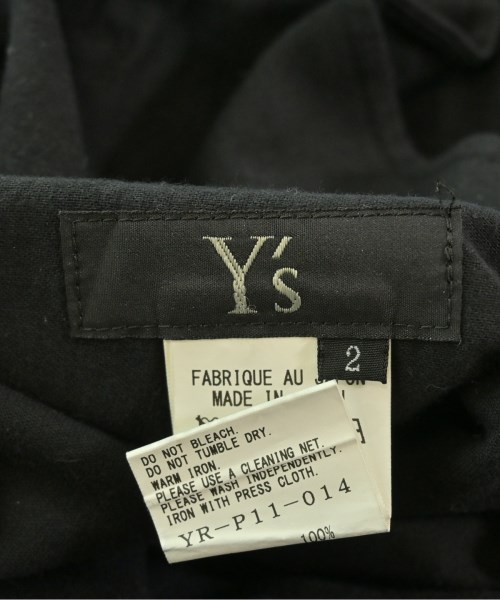 Y's
2
FABRIQUE AU
MADE IN
DO NOT BLEACH.
DO NOT TUMBLE DRY.
WARM IRON.
PLEASE USE A CLEANING NET.
PLEASE WASH INDEPENDENTLY.
IRON WITH PRESS CLOTH.
YR-P11-014
100%